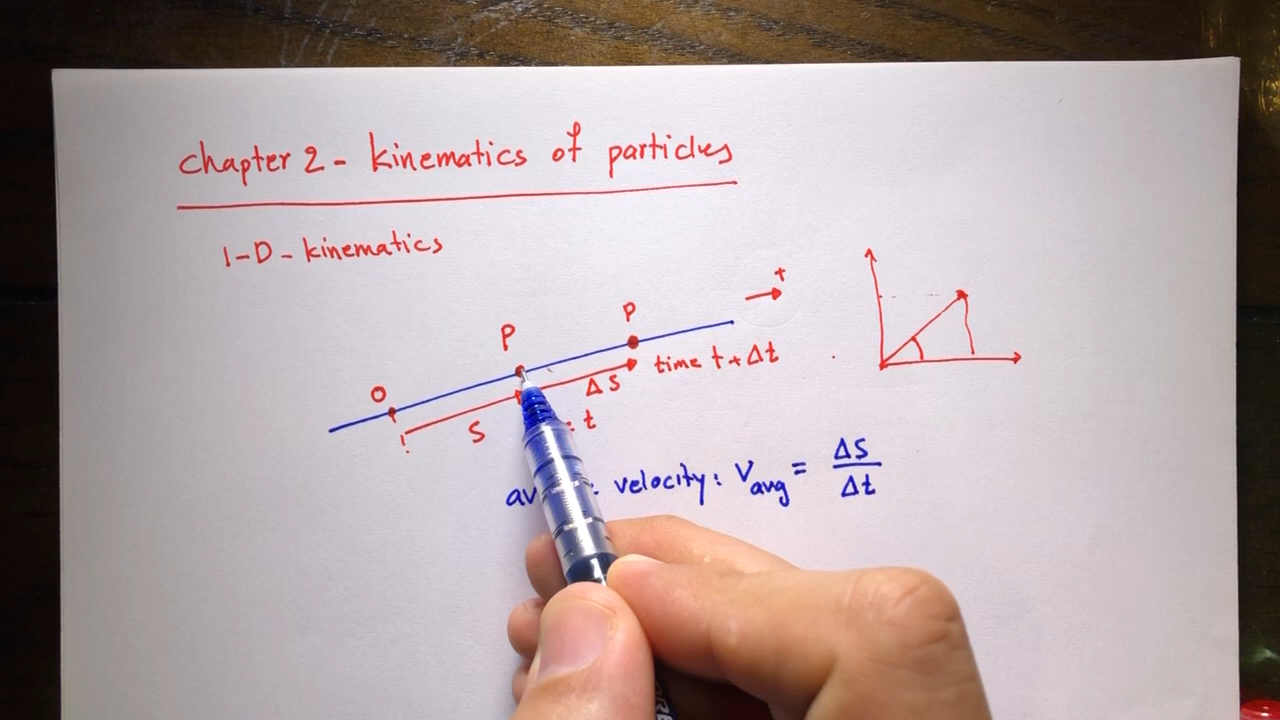 chapter 2 - kinematics of particles
1-D- kinematics
+
P
P
O
time t + Δt
ΔS
S
: t
velocity: Vavg = ΔS/Δt